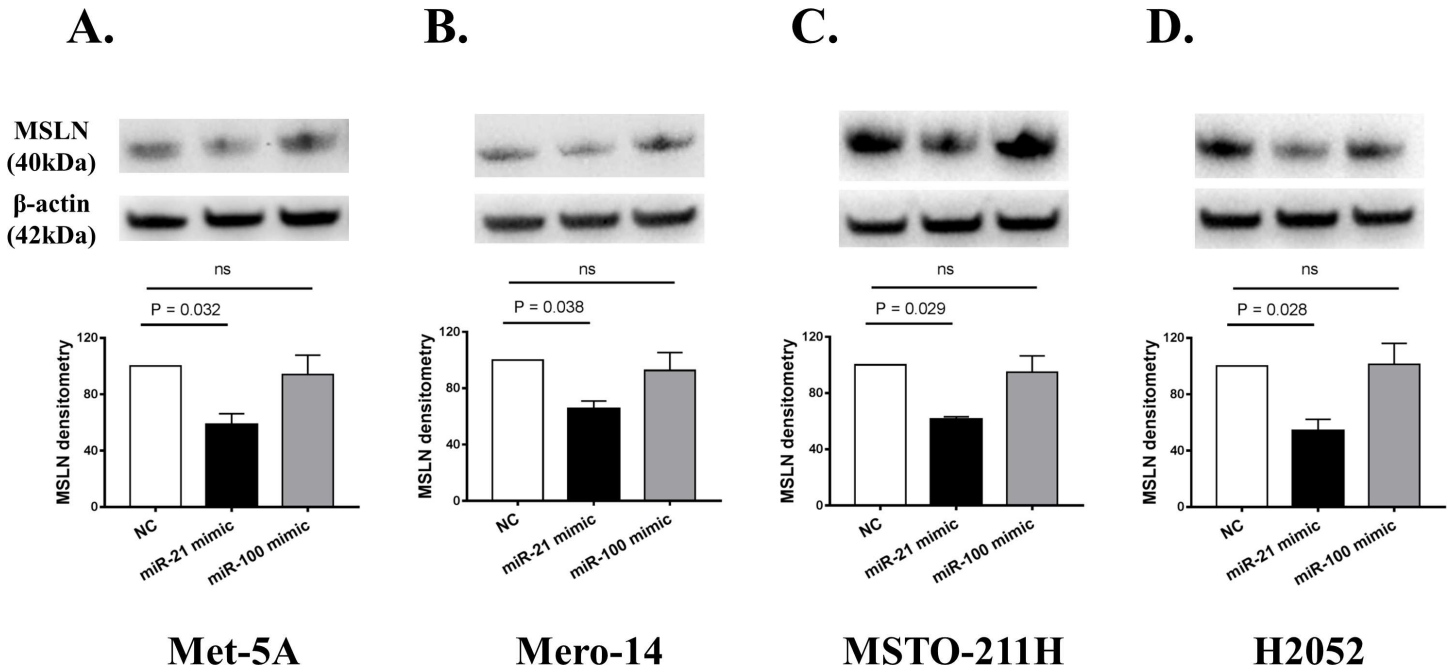 A.
B.
C.
D.
MSLN
(40kDa)
β-actin
(42kDa)
ns
P = 0.032
MSLN densitometry
120
80
40
0
NC
miR-21 mimic
miR-100 mimic
Met-5A
ns
P = 0.038
MSLN densitometry
120
80
40
0
NC
miR-21 mimic
miR-100 mimic
Mero-14
ns
P = 0.029
MSLN densitometry
120
80
40
0
NC
miR-21 mimic
miR-100 mimic
MSTO-211H
ns
P = 0.028
MSLN densitometry
120
80
40
0
NC
miR-21 mimic
miR-100 mimic
H2052